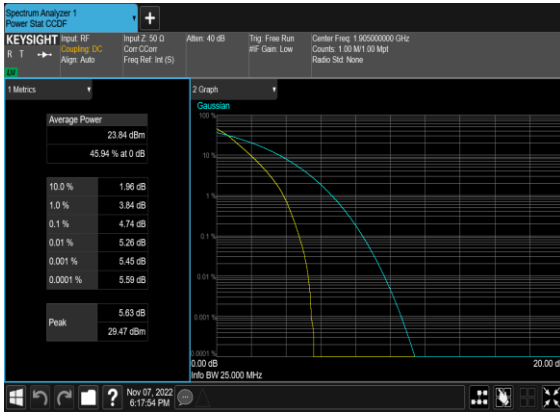 Spectrum Analyzer 1
Power Stat CCDF
KEYSIGHT
R T
LXI
Input: RF
Coupling: DC
Align: Auto
Input Z: 50 Ω
Corr CCorr
Freq Ref: Int (S)
Atten: 40 dB
Trig: Free Run
#IF Gain: Low
Center Freq: 1.905000000 GHz
Counts: 1.00 M/1.00 Mpt
Radio Std: None
1 Metrics
Average Power
23.84 dBm
45.94 % at 0 dB
10.0 % 1.96 dB
1.0 % 3.84 dB
0.1 % 4.74 dB
0.01 % 5.26 dB
0.001 % 5.45 dB
0.0001 % 5.59 dB
Peak
5.63 dB
29.47 dBm
2 Graph
Gaussian
100 %
10 %
1 %
0.1 %
0.01 %
0.001 %
0.0001 %
0.00 dB
20.00 d
Info BW 25.000 MHz
?
Nov 07, 2022
6:17:54 PM